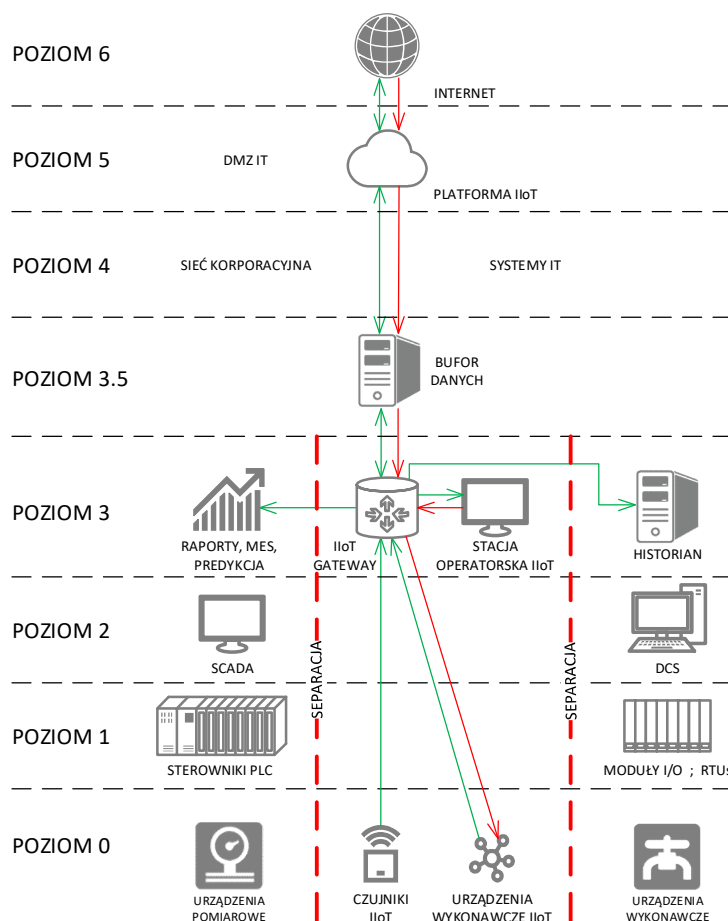 POZIOM 6
INTERNET
POZIOM 5
DMZ IT
PLATFORMA IIoT
POZIOM 4
SIEĆ KORPORACYJNA
SYSTEMY IT
POZIOM 3.5
BUFOR
DANYCH
POZIOM 3
RAPORTY, MES,
PREDYKCJA
IIoT
GATEWAY
STACJA
OPERATORSKA IIoT
HISTORIAN
POZIOM 2
SCADA
SEPARACJA
SEPARACJA
DCS
POZIOM 1
STEROWNIKI PLC
MODUŁY I/O ; RTUs
POZIOM 0
URZĄDZENIA
POMIAROWE
CZUJNIKI
IIoT
URZĄDZENIA
WYKONAWCZE IIoT
URZĄDZENIA
WYKONAWCZE